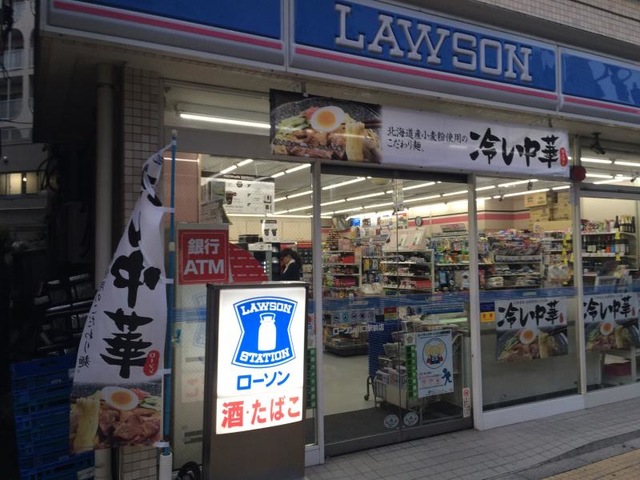 LAWSON
北海道産小麦粉使用の
こだわり麺。
冷し中華
銀行
ATM
冷し中華
LAWSON
STATION
ローソン
酒・たばこ
冷し中華
冷し中華